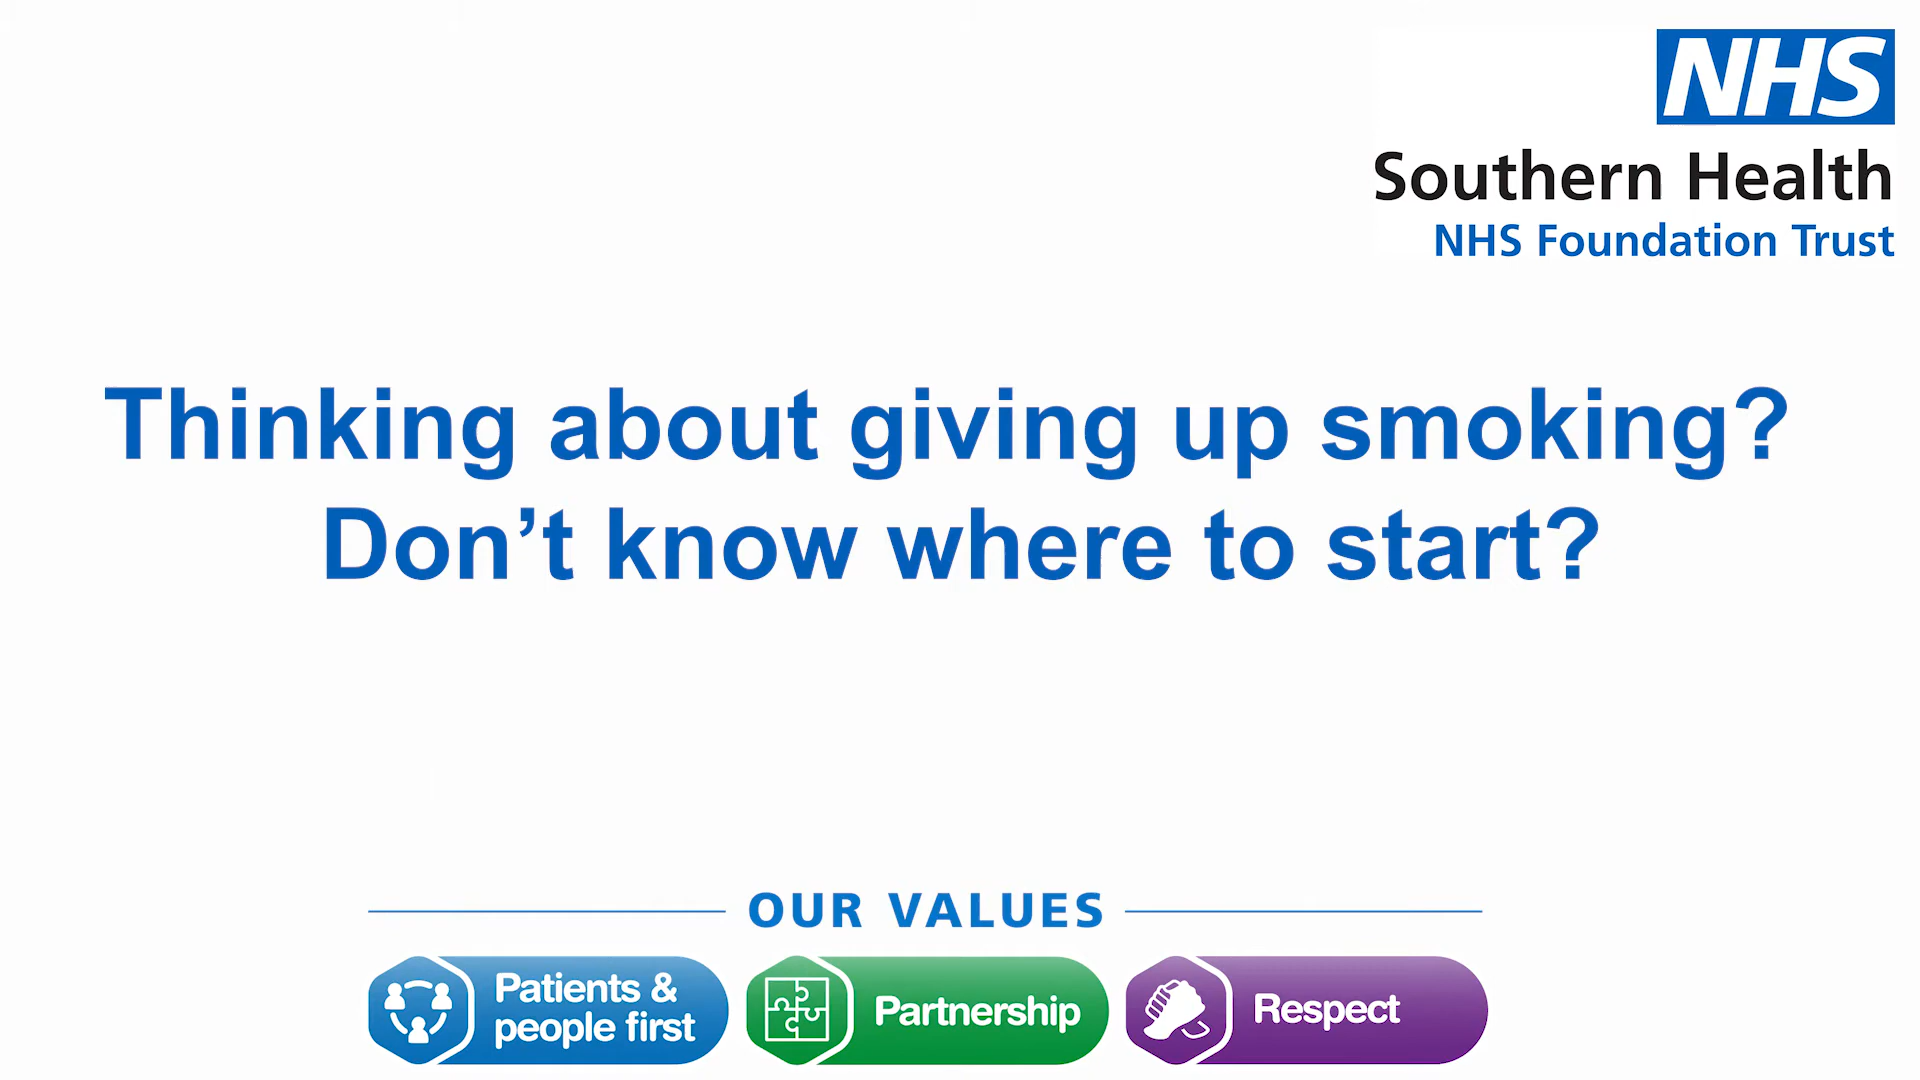 NHS
Southern Health
NHS Foundation Trust
Thinking about giving up smoking?
Don’t know where to start?
OUR VALUES
Patients &
people first
Partnership
Respect